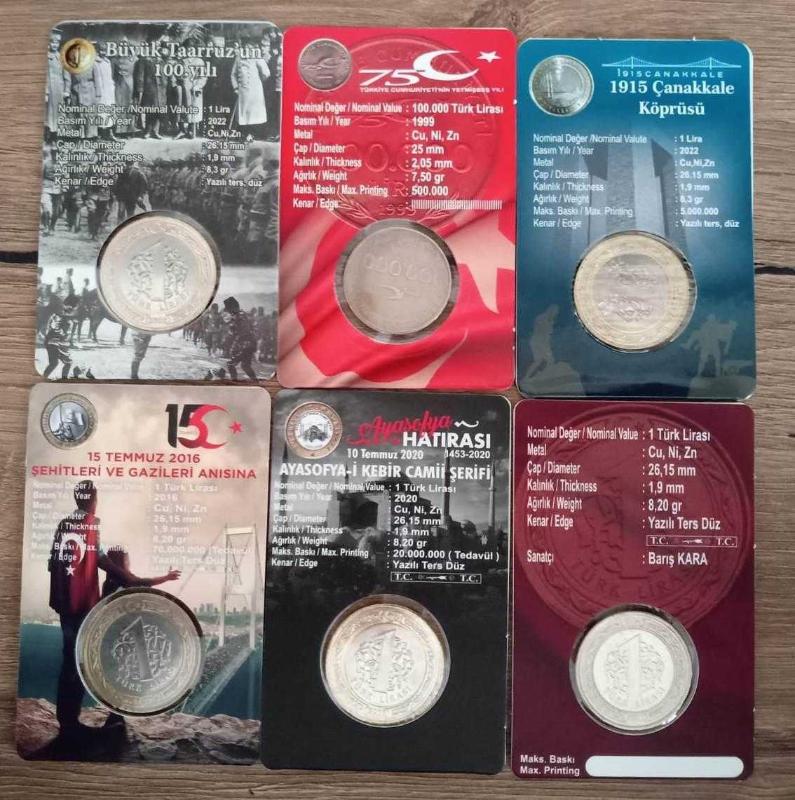 Büyük Taarruz'un
100.yılı
Nominal Değer /Nominal Valute : 1 Lira
Basım Yılı / Year : 2022
Metal : Cu,Ni,Zn
Çap / Diameter : 26,15 mm
Kalınlık / Thickness : 1,9 mm
Ağırlık / Weight : 8,3 gr
Kenar / Edge : Yazılı ters, düz
75
TÜRKİYE CUMHURİYETİ'NİN YETMİŞBEŞ YILI
Nominal Değer / Nominal Value : 100.000 Türk Lirası
Basım Yılı / Year : 1999
Metal : Cu, Ni, Zn
Çap / Diameter : 25 mm
Kalınlık / Thickness : 2,05 mm
Ağırlık / Weight : 7,50 gr
Maks. Baskı / Max. Printing : 500.000
Kenar / Edge :
1999
1915ÇANAKKALE
1915 Çanakkale
Köprüsü
Nominal Değer /Nominal Valute : 1 Lira
Basım Yılı / Year : 2022
Metal : Cu,Ni,Zn
Çap / Diameter : 26,15 mm
Kalınlık / Thickness : 1,9 mm
Ağırlık / Weight : 8,3 gr
Maks. Baskı / Max. Printing : 5.000.000
Kenar / Edge : Yazılı ters, düz
15
15 TEMMUZ 2016
ŞEHİTLERİ VE GAZİLERİ ANISINA
Nominal Değer / Nominal Value : 1 Türk Lirası
Basım Yılı / Year : 2016
Metal : Cu, Ni, Zn
Çap / Diameter : 26,15 mm
Kalınlık / Thickness : 1,9 mm
Ağırlık / Weight : 8,20 gr
Maks. Baskı / Max. Printing : 70.000.000 (Tedavül)
Kenar / Edge : Yazılı Ters Düz
1
TÜRK LİRASI
Ayasofya
HATIRASI
10 Temmuz 2020 1453-2020
AYASOFYA-İ KEBİR CAMİİ ŞERİFİ
Nominal Değer / Nominal Value : 1 Türk Lirası
Basım Yılı / Year : 2020
Metal : Cu, Ni, Zn
Çap / Diameter : 26,15 mm
Kalınlık / Thickness : 1,9 mm
Ağırlık / Weight : 8,20 gr
Maks. Baskı / Max. Printing : 20.000.000 ( Tedavül )
Kenar / Edge : Yazılı Ters Düz
T.C. T.C.
1
TÜRK LİRASI
Nominal Değer / Nominal Value : 1 Türk Lirası
Metal : Cu, Ni, Zn
Çap / Diameter : 26,15 mm
Kalınlık / Thickness : 1,9 mm
Ağırlık / Weight : 8,20 gr
Kenar / Edge : Yazılı Ters Düz
T.C. T.C.
Sanatçı : Barış KARA
1
Maks. Baskı
Max. Printing